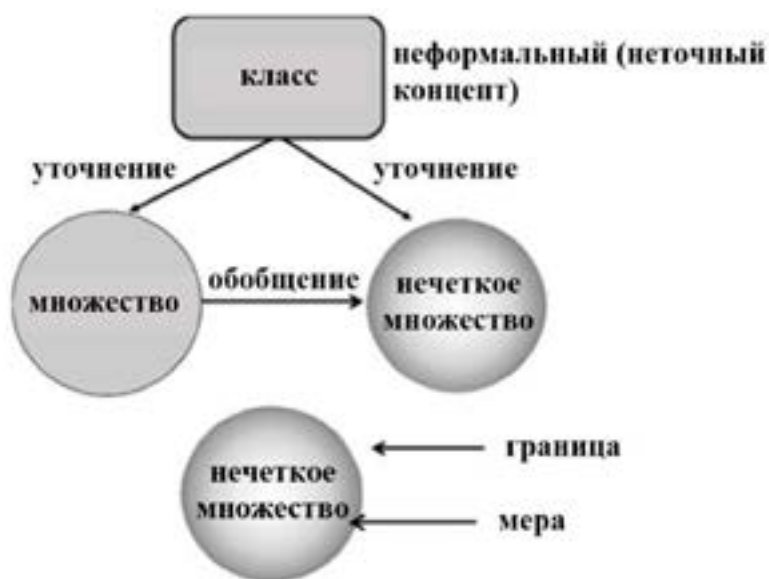 класс
неформальный (неточный
концепт)
уточнение
уточнение
множество
обобщение
нечеткое
множество
нечеткое
множество
граница
мера